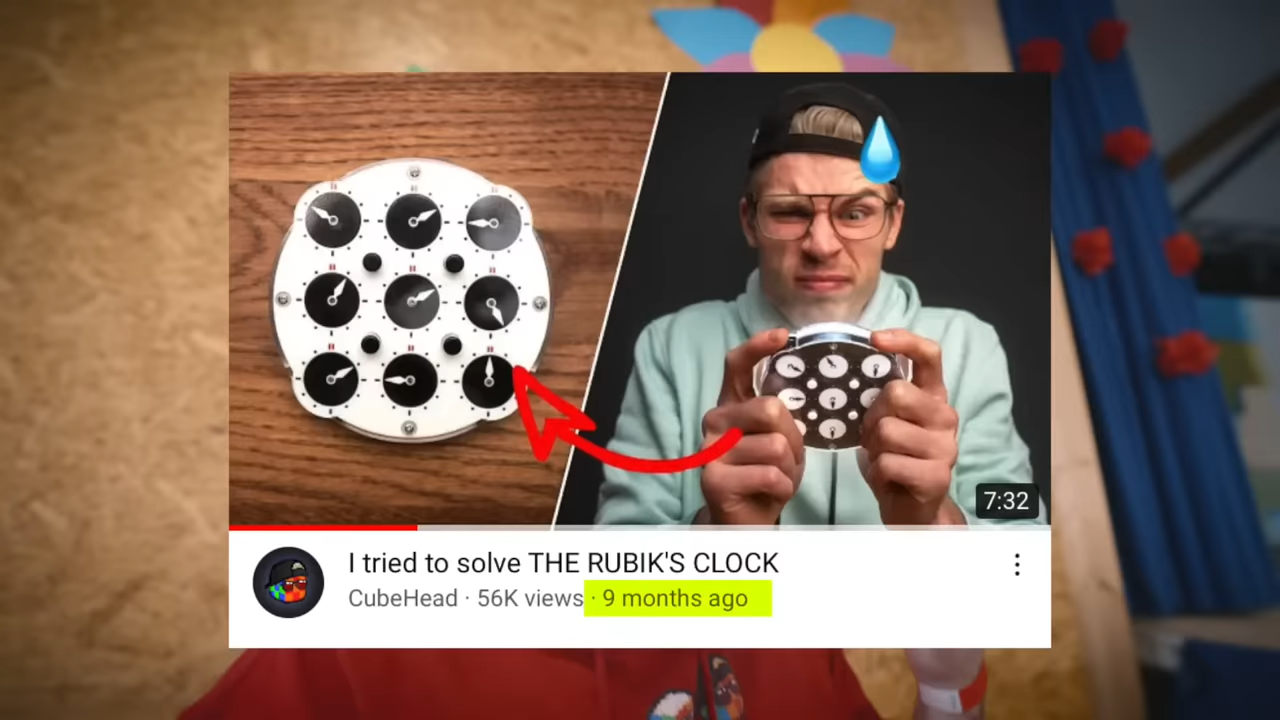 7:32
I tried to solve THE RUBIK'S CLOCK
CubeHead · 56K views · 9 months ago